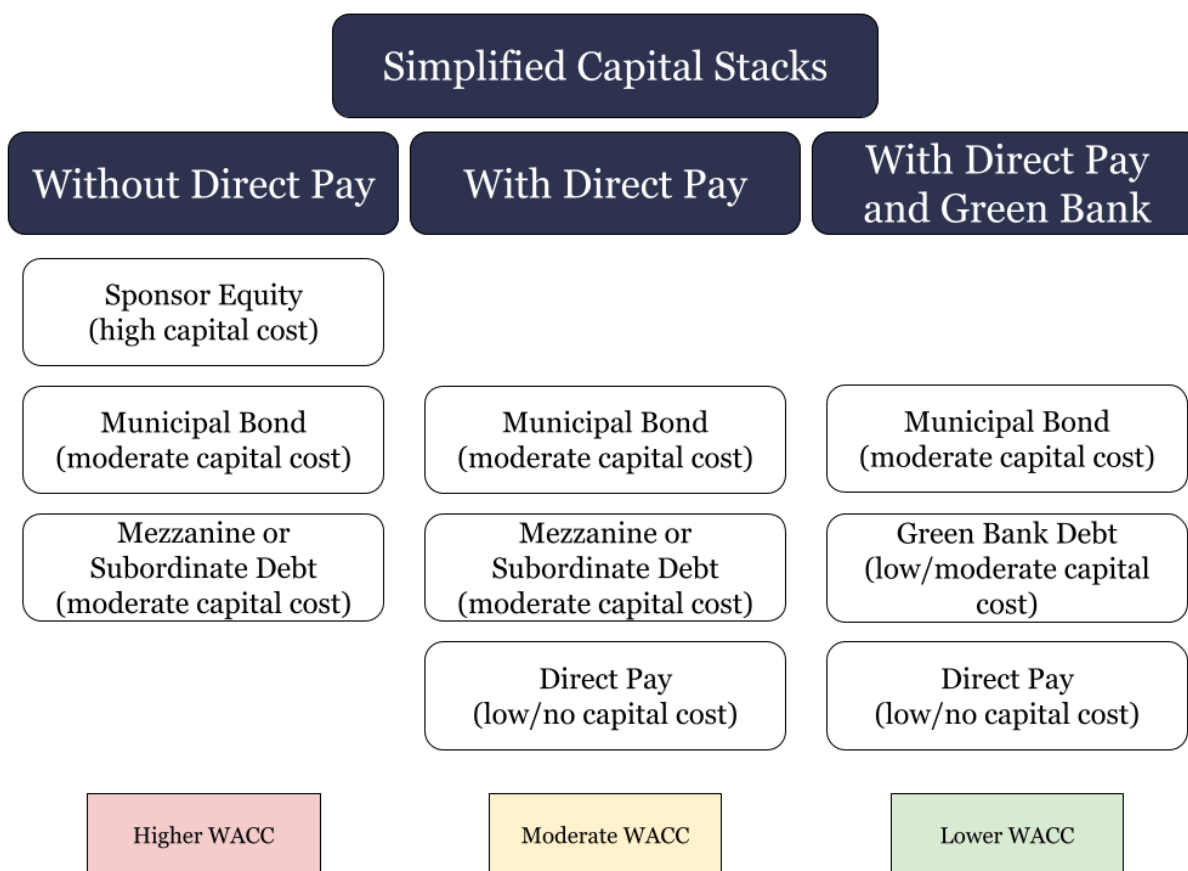 Simplified Capital Stacks
Without Direct Pay
With Direct Pay
With Direct Pay
and Green Bank
Sponsor Equity
(high capital cost)
Municipal Bond
(moderate capital cost)
Municipal Bond
(moderate capital cost)
Municipal Bond
(moderate capital cost)
Mezzanine or
Subordinate Debt
(moderate capital cost)
Mezzanine or
Subordinate Debt
(moderate capital cost)
Green Bank Debt
(low/moderate capital
cost)
Direct Pay
(low/no capital cost)
Direct Pay
(low/no capital cost)
Higher WACC
Moderate WACC
Lower WACC